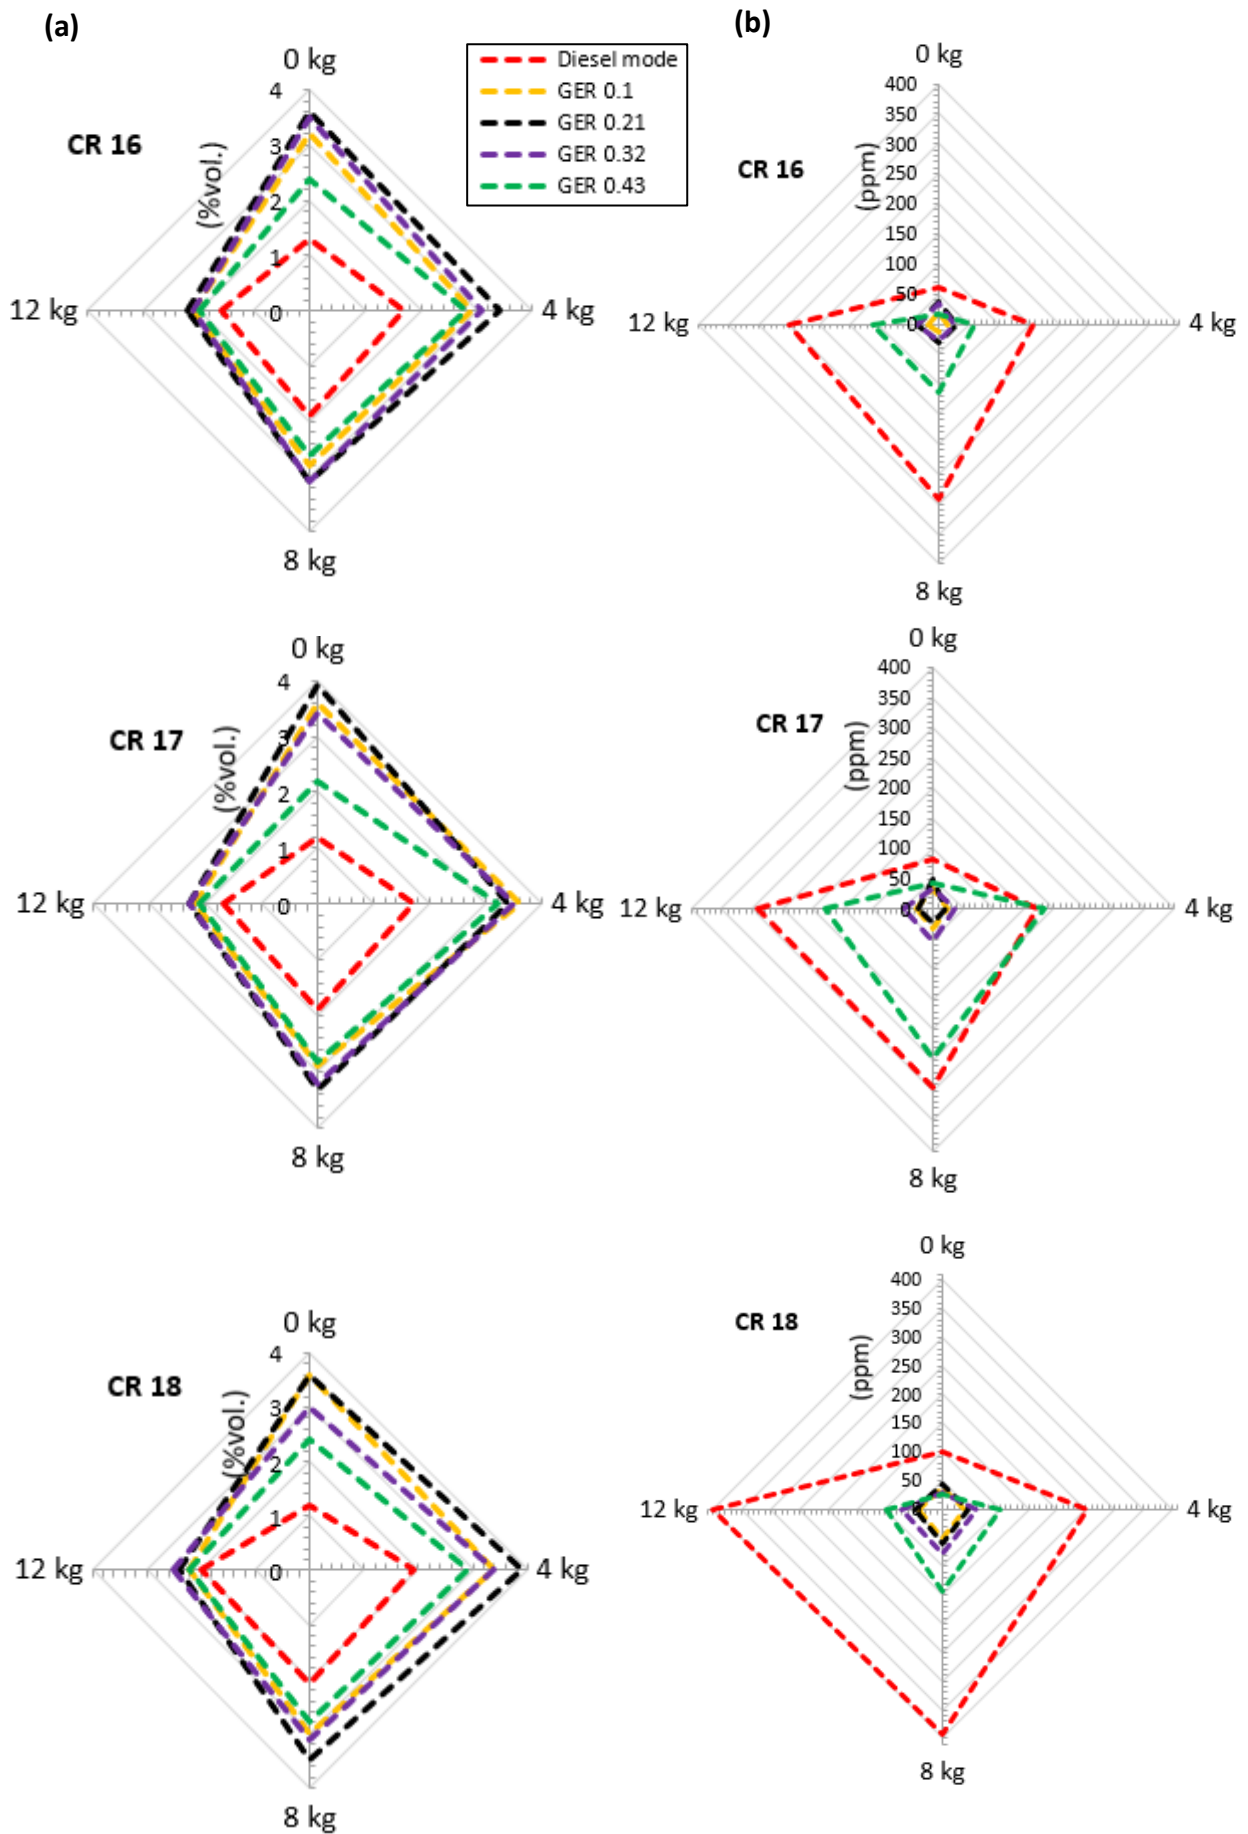 (a)
(b)
0 kg
Diesel mode
GER 0.1
GER 0.21
GER 0.32
GER 0.43
CR 16
(%vol.)
4
3
2
1
0
4 kg
8 kg
12 kg
0 kg
CR 16
(ppm)
400
350
300
250
200
150
100
50
0
4 kg
8 kg
12 kg
0 kg
CR 17
(%vol.)
4
3
2
1
0
4 kg
8 kg
12 kg
0 kg
CR 17
(ppm)
400
350
300
250
200
150
100
50
0
4 kg
8 kg
12 kg
0 kg
CR 18
(%vol.)
4
3
2
1
0
4 kg
8 kg
12 kg
0 kg
CR 18
(ppm)
400
350
300
250
200
150
100
50
0
4 kg
8 kg
12 kg